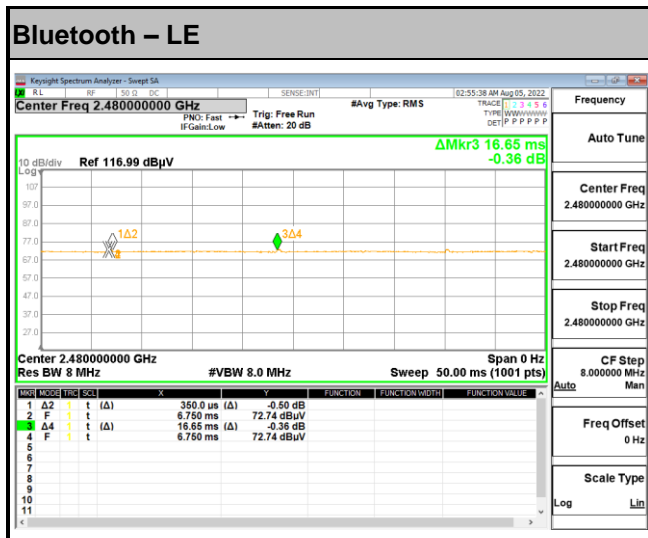 Bluetooth – LE
Keysight Spectrum Analyzer - Swept SA
RL RF 50 Ω DC SENSE:INT 02:55:38 AM Aug 05, 2022
Center Freq 2.480000000 GHz #Avg Type: RMS TRACE 1 2 3 4 5 6
PNO: Fast Trig: Free Run TYPE WWWWWW
IFGain:Low #Atten: 20 dB DET P P P P P P
ΔMkr3 16.65 ms
-0.36 dB
10 dB/div Ref 116.99 dBµV
Log
107
97.0
87.0
77.0
67.0
57.0
47.0
37.0
27.0
1Δ2
3Δ4
Center 2.480000000 GHz Span 0 Hz
Res BW 8 MHz #VBW 8.0 MHz Sweep 50.00 ms (1001 pts)
MKR MODE TRC SCL X Y FUNCTION FUNCTION WIDTH FUNCTION VALUE
1 Δ2 1 t (Δ) 350.0 µs (Δ) -0.50 dB
2 F 1 t 6.750 ms 72.74 dBµV
3 Δ4 1 t (Δ) 16.65 ms (Δ) -0.36 dB
4 F 1 t 6.750 ms 72.74 dBµV
5
6
7
8
9
10
11
Frequency
Auto Tune
Center Freq
2.480000000 GHz
Start Freq
2.480000000 GHz
Stop Freq
2.480000000 GHz
CF Step
8.000000 MHz
Auto Man
Freq Offset
0 Hz
Scale Type
Log Lin